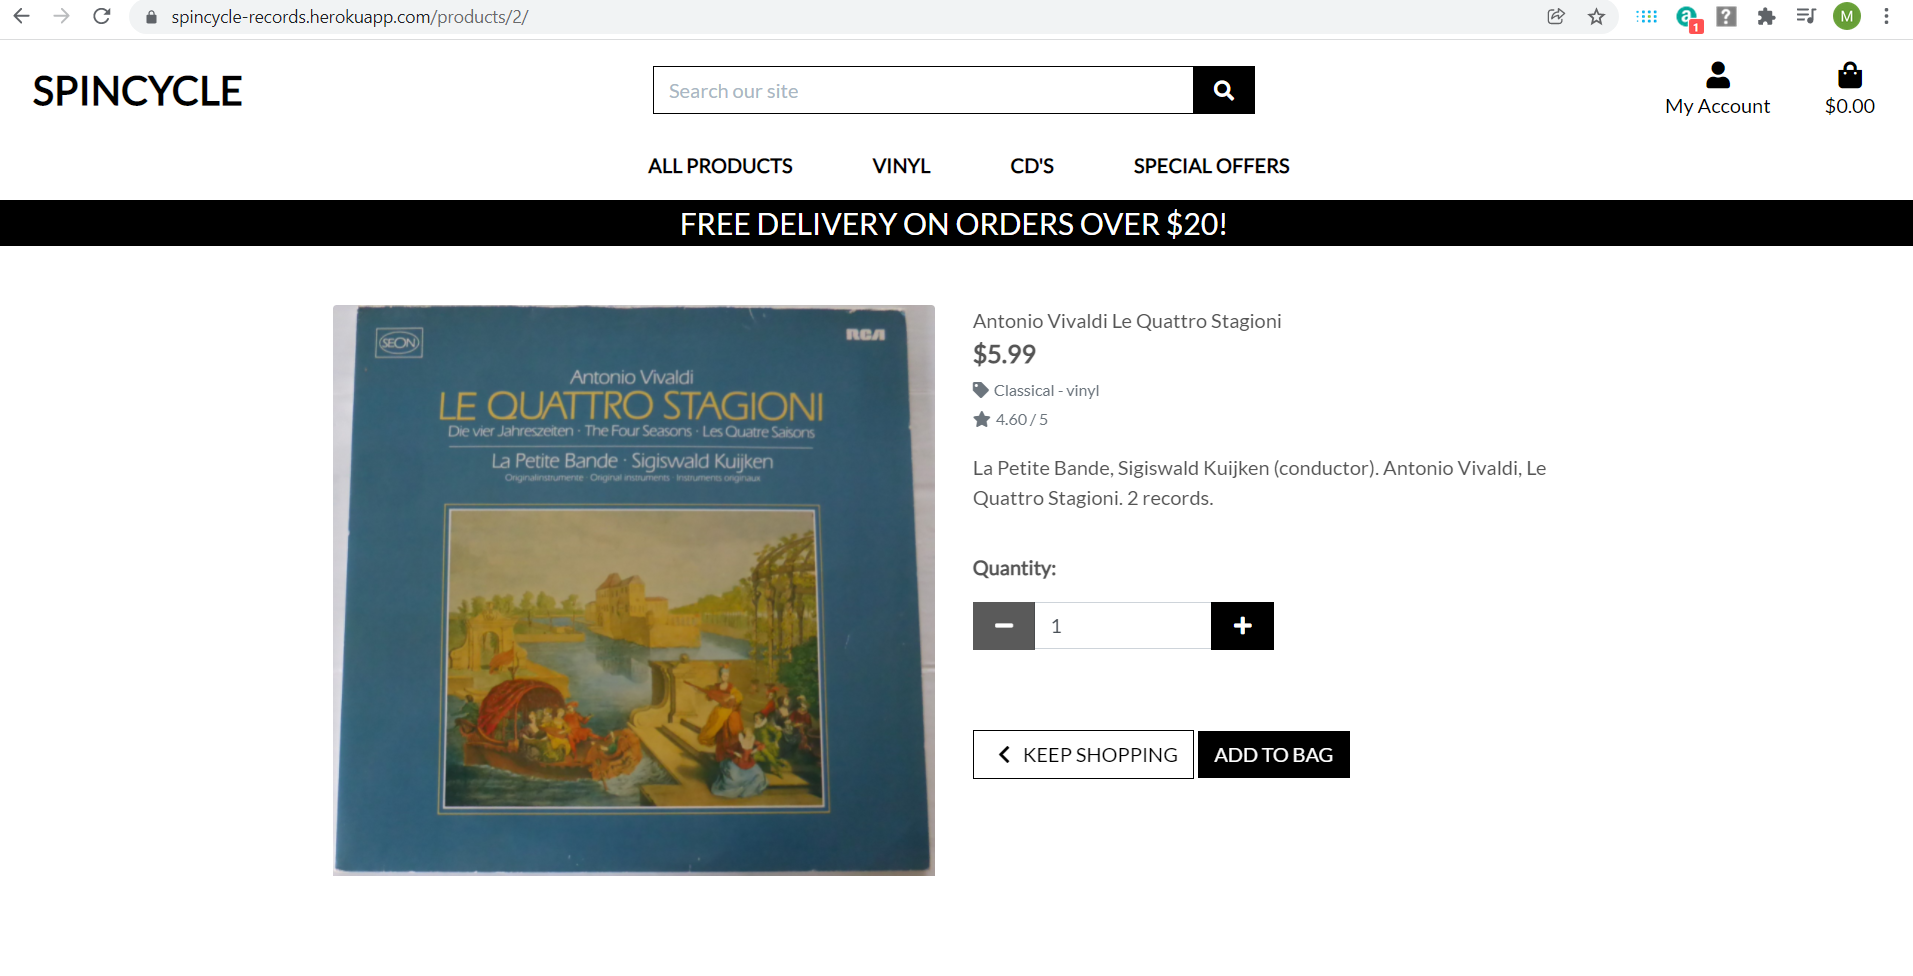 spincycle-records.herokuapp.com/products/2/
1
M
SPINCYCLE
Search our site
My Account
$0.00
ALL PRODUCTS VINYL CD'S SPECIAL OFFERS
FREE DELIVERY ON ORDERS OVER $20!
SEON
RCA
Antonio Vivaldi
LE QUATTRO STAGIONI
Die vier Jahreszeiten · The Four Seasons · Les Quatre Saisons
La Petite Bande · Sigiswald Kuijken
Originalinstrumente · Original instruments · Instruments originaux
Antonio Vivaldi Le Quattro Stagioni
$5.99
Classical - vinyl
4.60 / 5
La Petite Bande, Sigiswald Kuijken (conductor). Antonio Vivaldi, Le
Quattro Stagioni. 2 records.
Quantity:
1
KEEP SHOPPING
ADD TO BAG